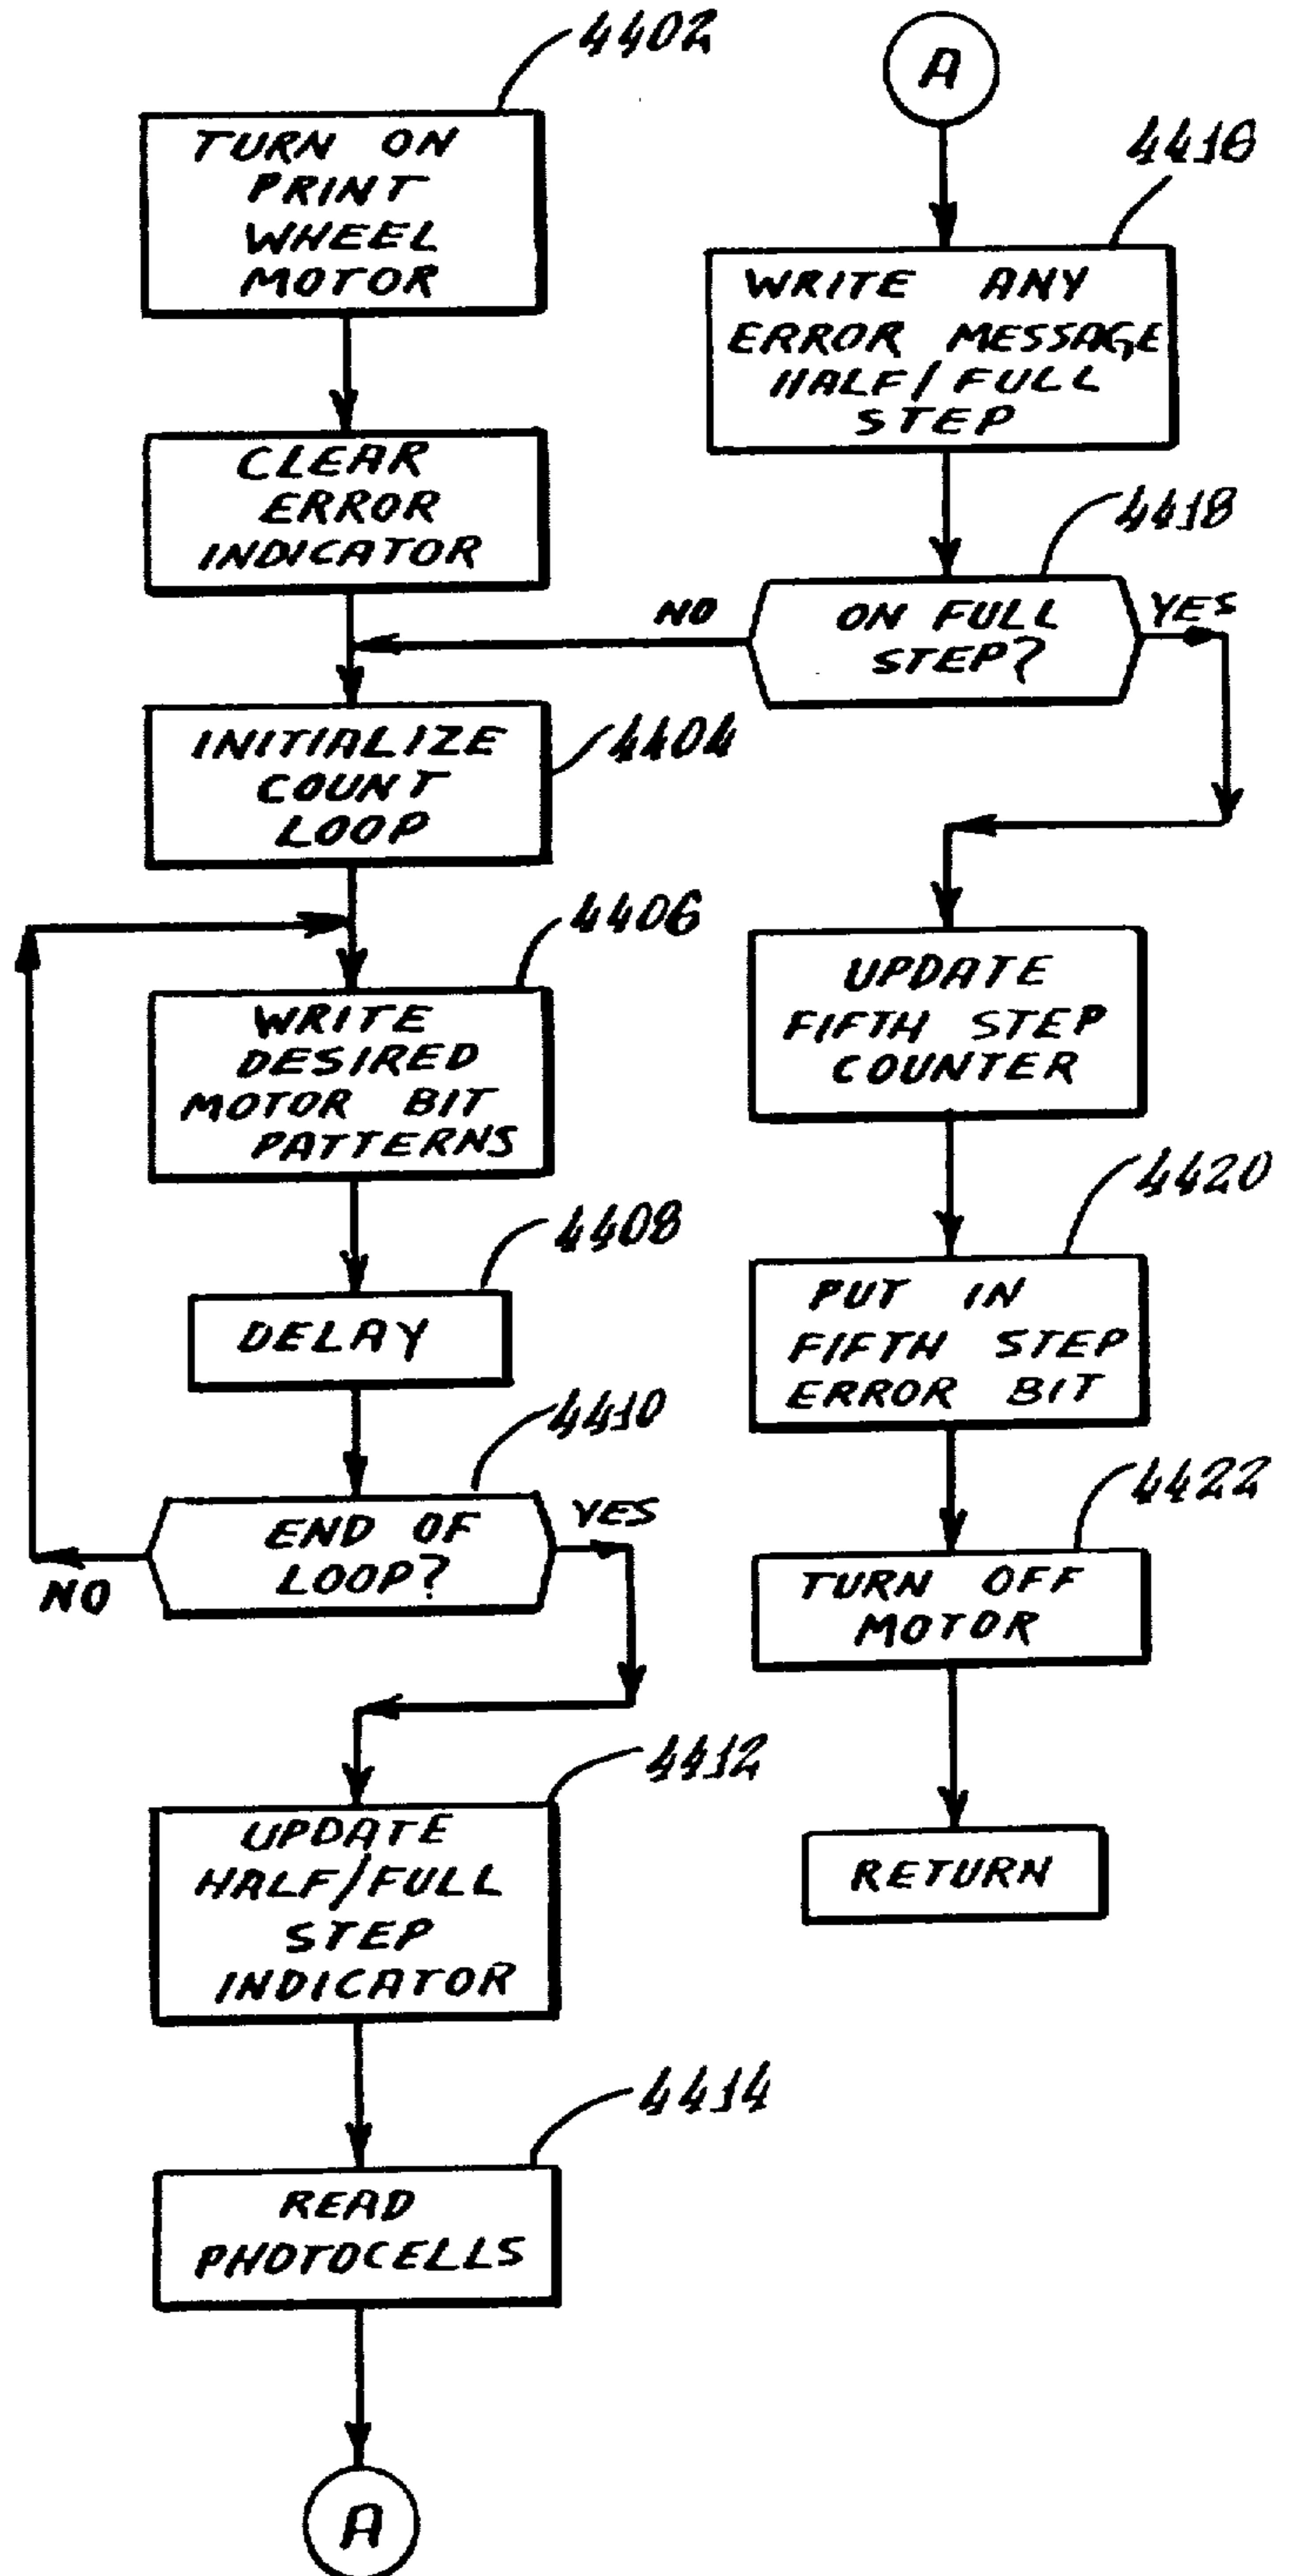 4402
TURN ON
PRINT
WHEEL
MOTOR
CLEAR
ERROR
INDICATOR
INITIALIZE
COUNT
LOOP
4404
4406
WRITE
DESIRED
MOTOR BIT
PATTERNS
4408
DELAY
4410
END OF
LOOP?
YES
NO
4412
UPDATE
HALF/FULL
STEP
INDICATOR
4414
READ
PHOTOCELLS
A
A
4416
WRITE ANY
ERROR MESSAGE
HALF/FULL
STEP
4418
NO
ON FULL
STEP?
YES
UPDATE
FIFTH STEP
COUNTER
4420
PUT IN
FIFTH STEP
ERROR BIT
4422
TURN OFF
MOTOR
RETURN